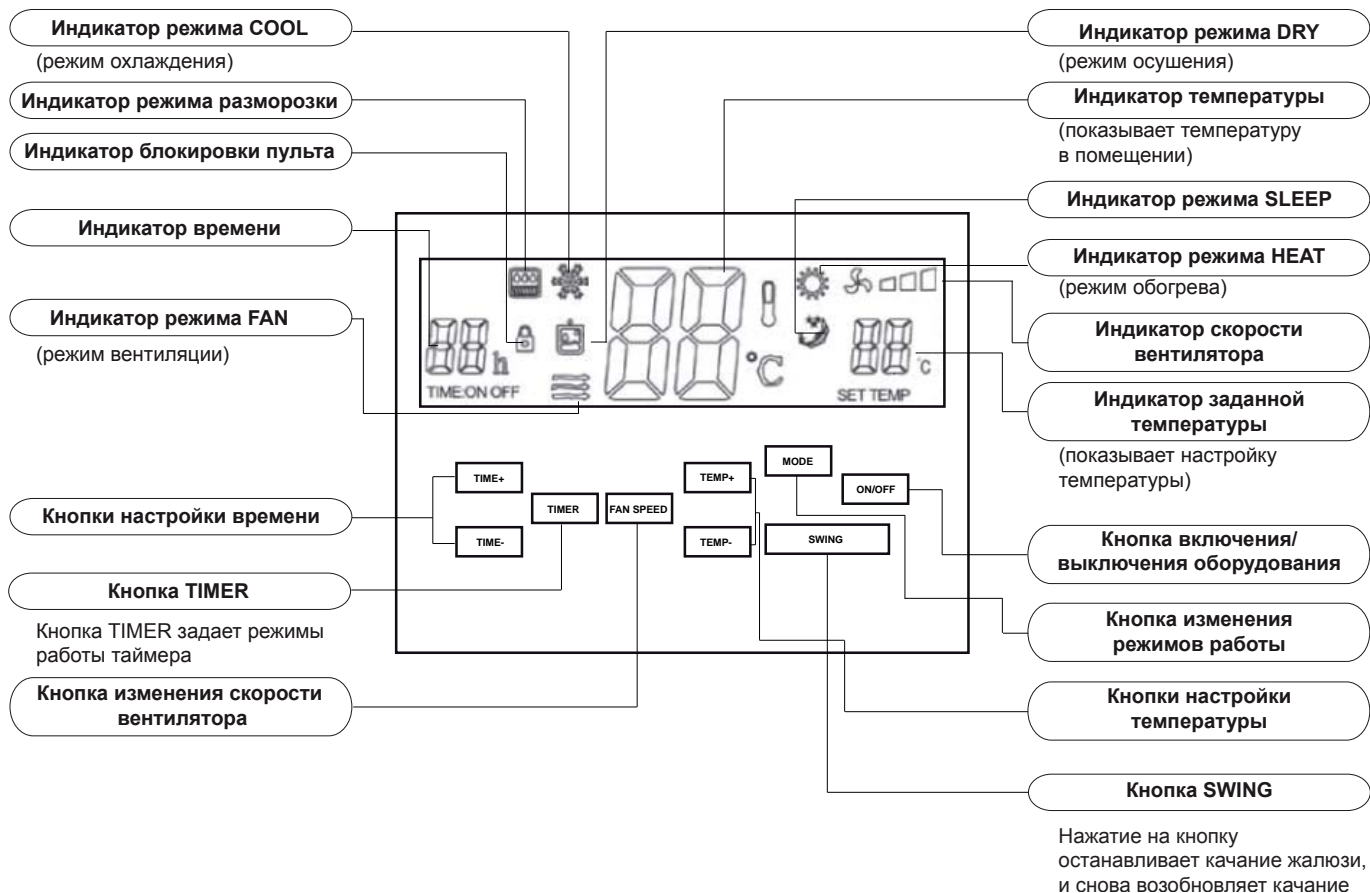 Индикатор режима COOL
(режим охлаждения)
Индикатор режима разморозки
Индикатор блокировки пульта
Индикатор времени
Индикатор режима FAN
(режим вентиляции)
Кнопки настройки времени
Кнопка TIMER
Кнопка TIMER задает режимы
работы таймера
Кнопка изменения скорости
вентилятора
88 h
TIME:ON OFF
88 °C
88 °C
SET TEMP
TIME+
TIME-
TIMER
FAN SPEED
TEMP+
TEMP-
MODE
ON/OFF
SWING
Индикатор режима DRY
(режим осушения)
Индикатор температуры
(показывает температуру
в помещении)
Индикатор режима SLEEP
Индикатор режима HEAT
(режим обогрева)
Индикатор скорости
вентилятора
Индикатор заданной
температуры
(показывает настройку
температуры)
Кнопка включения/
выключения оборудования
Кнопка изменения
режимов работы
Кнопки настройки
температуры
Кнопка SWING
Нажатие на кнопку
останавливает качание жалюзи,
и снова возобновляет качание